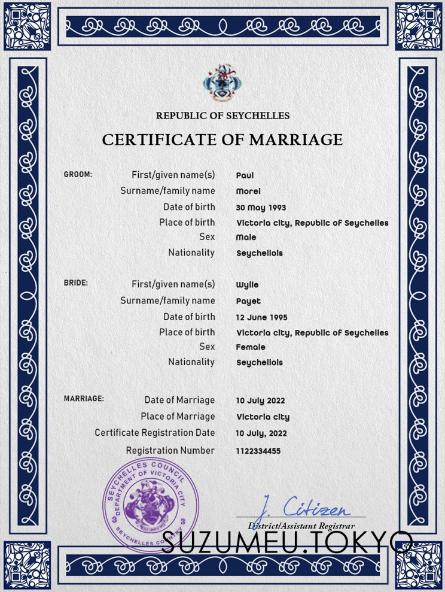 REPUBLIC OF SEYCHELLES
CERTIFICATE OF MARRIAGE
GROOM: First/given name(s) Paul
Surname/family name Morel
Date of birth 30 May 1993
Place of birth Victoria city, Republic of Seychelles
Sex Male
Nationality Seychellois
BRIDE: First/given name(s) Wylie
Surname/family name Payet
Date of birth 12 June 1995
Place of birth Victoria city, Republic of Seychelles
Sex Female
Nationality Seychellois
MARRIAGE: Date of Marriage 10 July 2022
Place of Marriage Victoria city
Certificate Registration Date 10 July, 2022
Registration Number 1122334455
SEYCHELLES COUNCIL
DEPARTMENT OF VICTORIA CITY
J. Citizen
District/Assistant Registrar
SUZUMEU.TOKYO